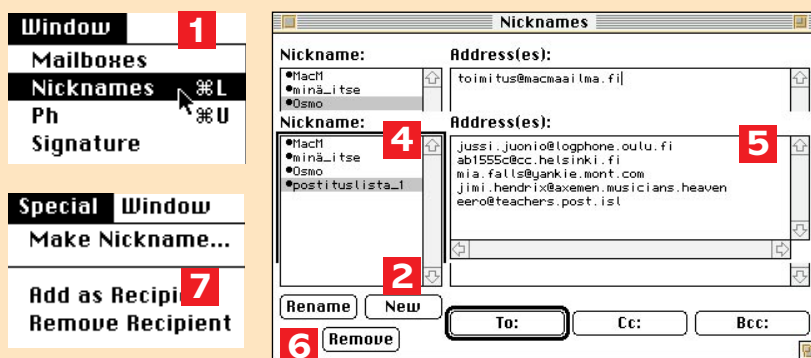 Window 1
Mailboxes
Nicknames ⌘L
Ph ⌘U
Signature
Special Window
Make Nickname...
7
Add as Recipi
Remove Recipient
Nicknames
Nickname: Address(es):
•MacM
•minä_itse
•Osmo
toimitus@macmaailma.fi
Nickname: 4 Address(es): 5
•MacM
•minä_itse
•Osmo
•postituslista_1
jussi.juonio@logphone.oulu.fi
ab1555c@cc.helsinki.fi
mia.falls@yankie.mont.com
jimi.hendrix@axemen.musicians.heaven
eero@teachers.post.isl
2
Rename New
6 Remove
To: Cc: Bcc: